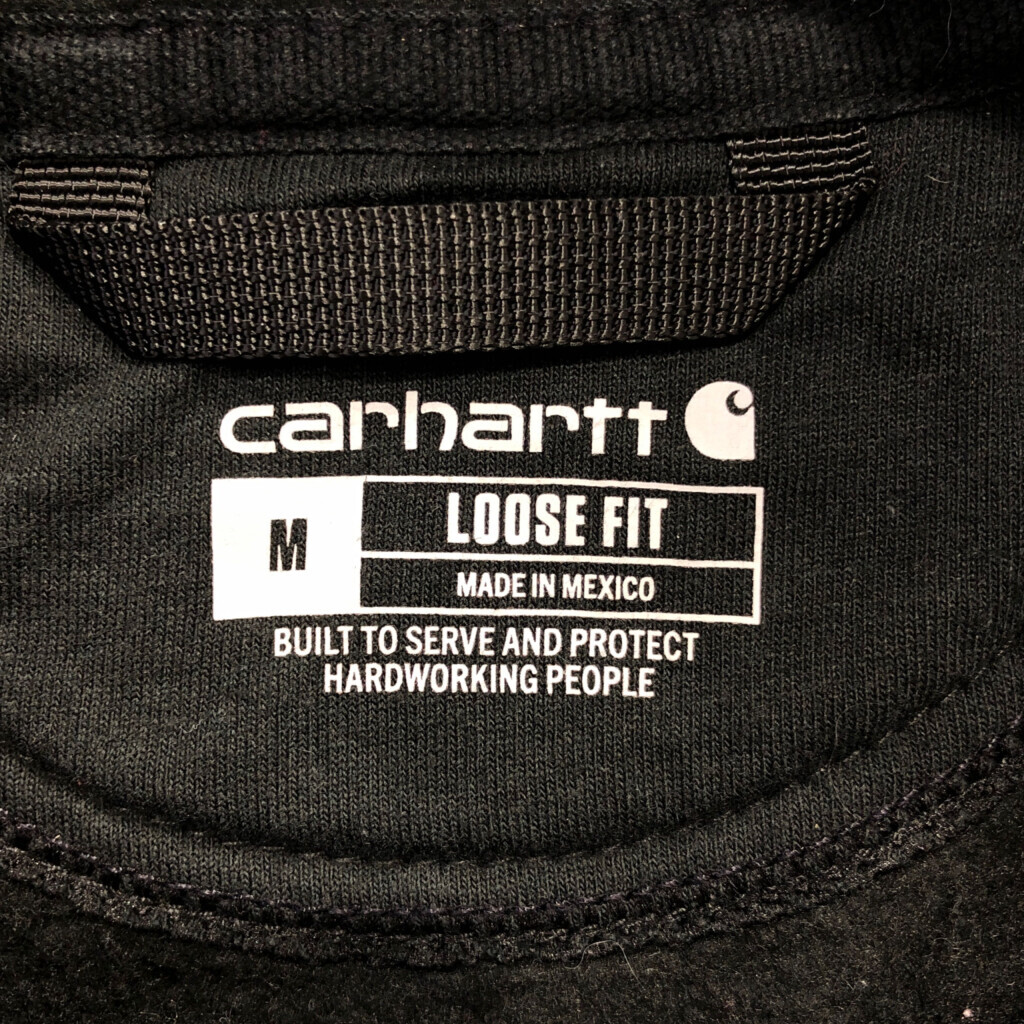 carhartt
M
LOOSE FIT
MADE IN MEXICO
BUILT TO SERVE AND PROTECT
HARDWORKING PEOPLE